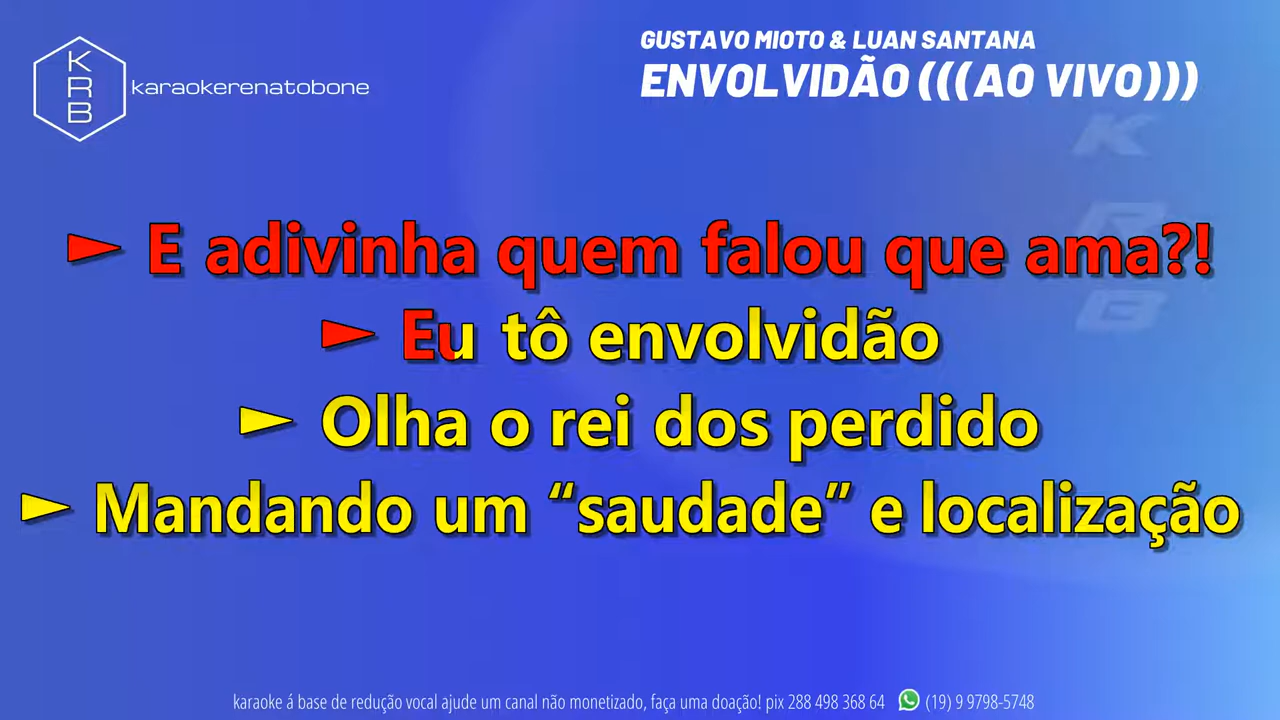 GUSTAVO MIOTO & LUAN SANTANA
ENVOLVIDÃO (((AO VIVO)))
K
R
B
karaokerenatobone
K
R
B
► E adivinha quem falou que ama?!
► Eu tô envolvidão
► Olha o rei dos perdido
► Mandando um “saudade” e localização
karaoke á base de redução vocal ajude um canal não monetizado, faça uma doação! pix 288 498 368 64 (19) 9 9798-5748